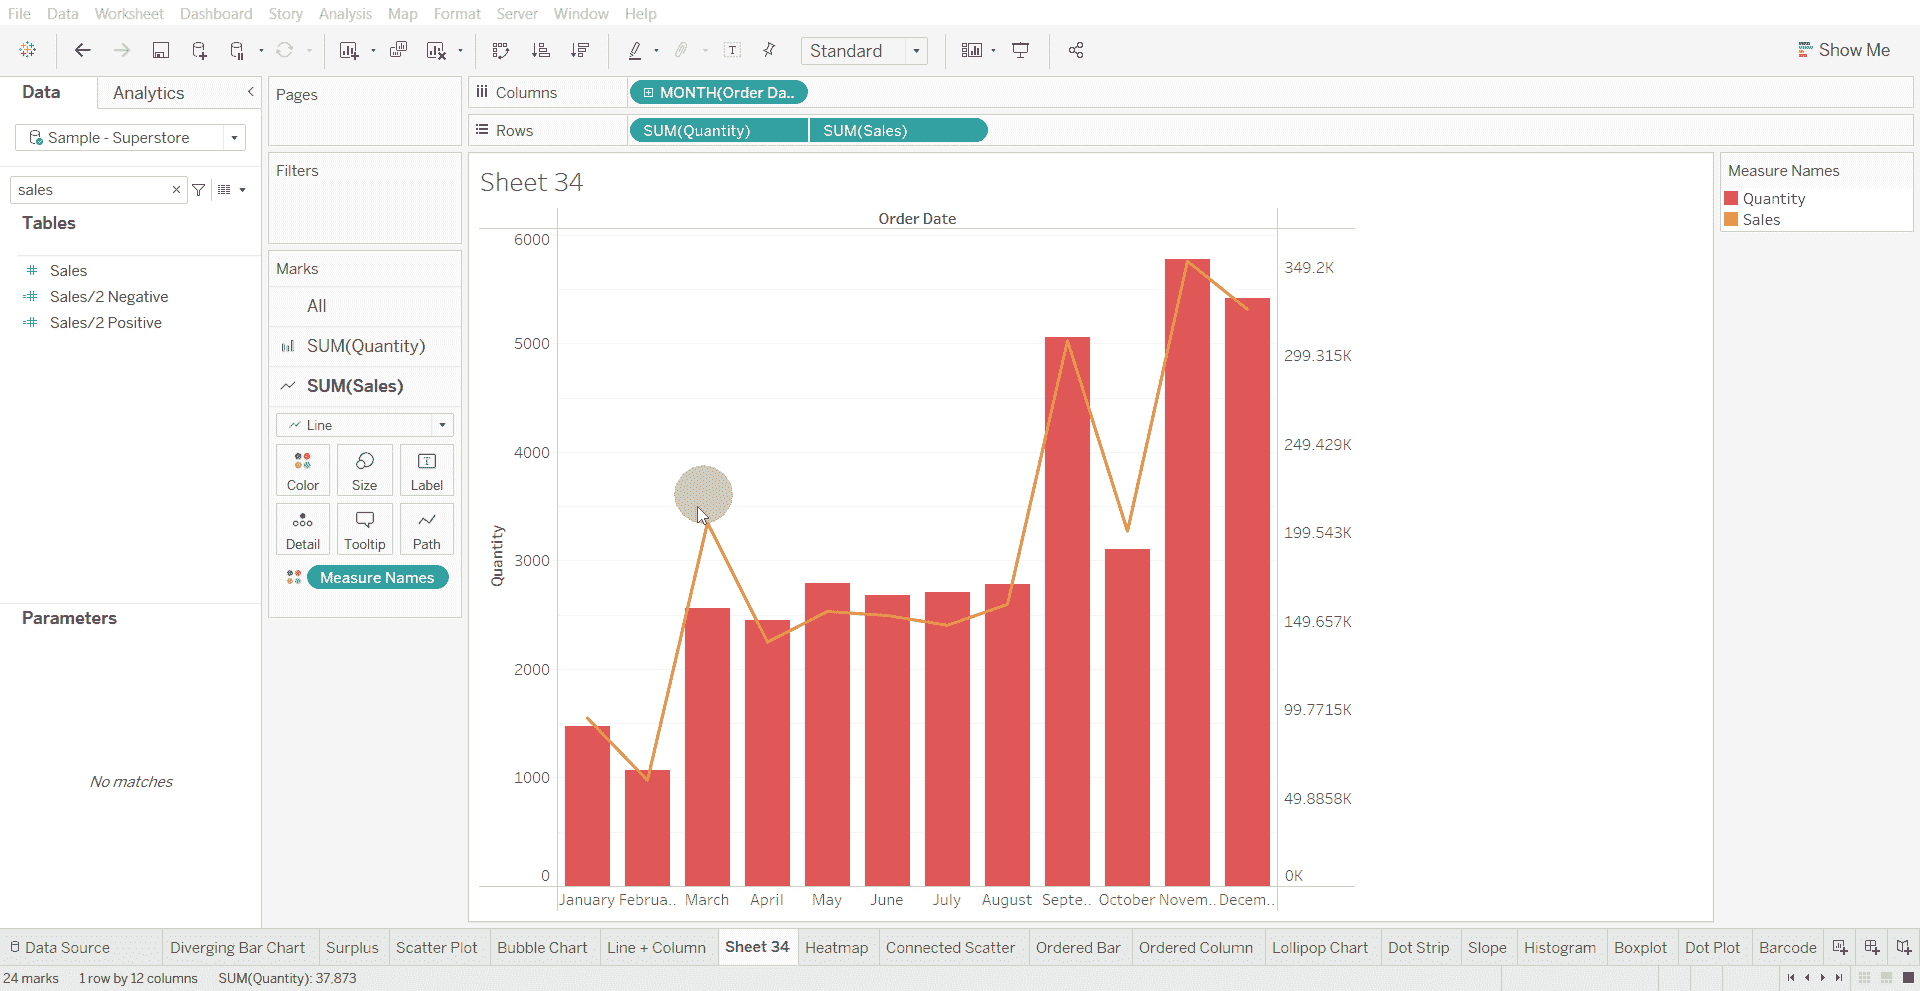 File Data Worksheet Dashboard Story Analysis Map Format Server Window Help
Standard
Show Me
Data Analytics
Sample - Superstore
sales
Tables
Sales
Sales/2 Negative
Sales/2 Positive
Parameters
No matches
Pages
Filters
Marks
All
SUM(Quantity)
SUM(Sales)
Line
Color Size Label
Detail Tooltip Path
Measure Names
Columns MONTH(Order Da..
Rows SUM(Quantity) SUM(Sales)
Sheet 34
Order Date
Quantity
6000
5000
4000
3000
2000
1000
0
349.2K
299.315K
249.429K
199.543K
149.657K
99.7715K
49.8858K
0K
January Februa.. March April May June July August Septe.. October Novem.. Decem..
Measure Names
Quantity
Sales
Data Source Diverging Bar Chart Surplus Scatter Plot Bubble Chart Line + Column Sheet 34 Heatmap Connected Scatter Ordered Bar Ordered Column Lollipop Chart Dot Strip Slope Histogram Boxplot Dot Plot Barcode
24 marks 1 row by 12 columns SUM(Quantity): 37,873